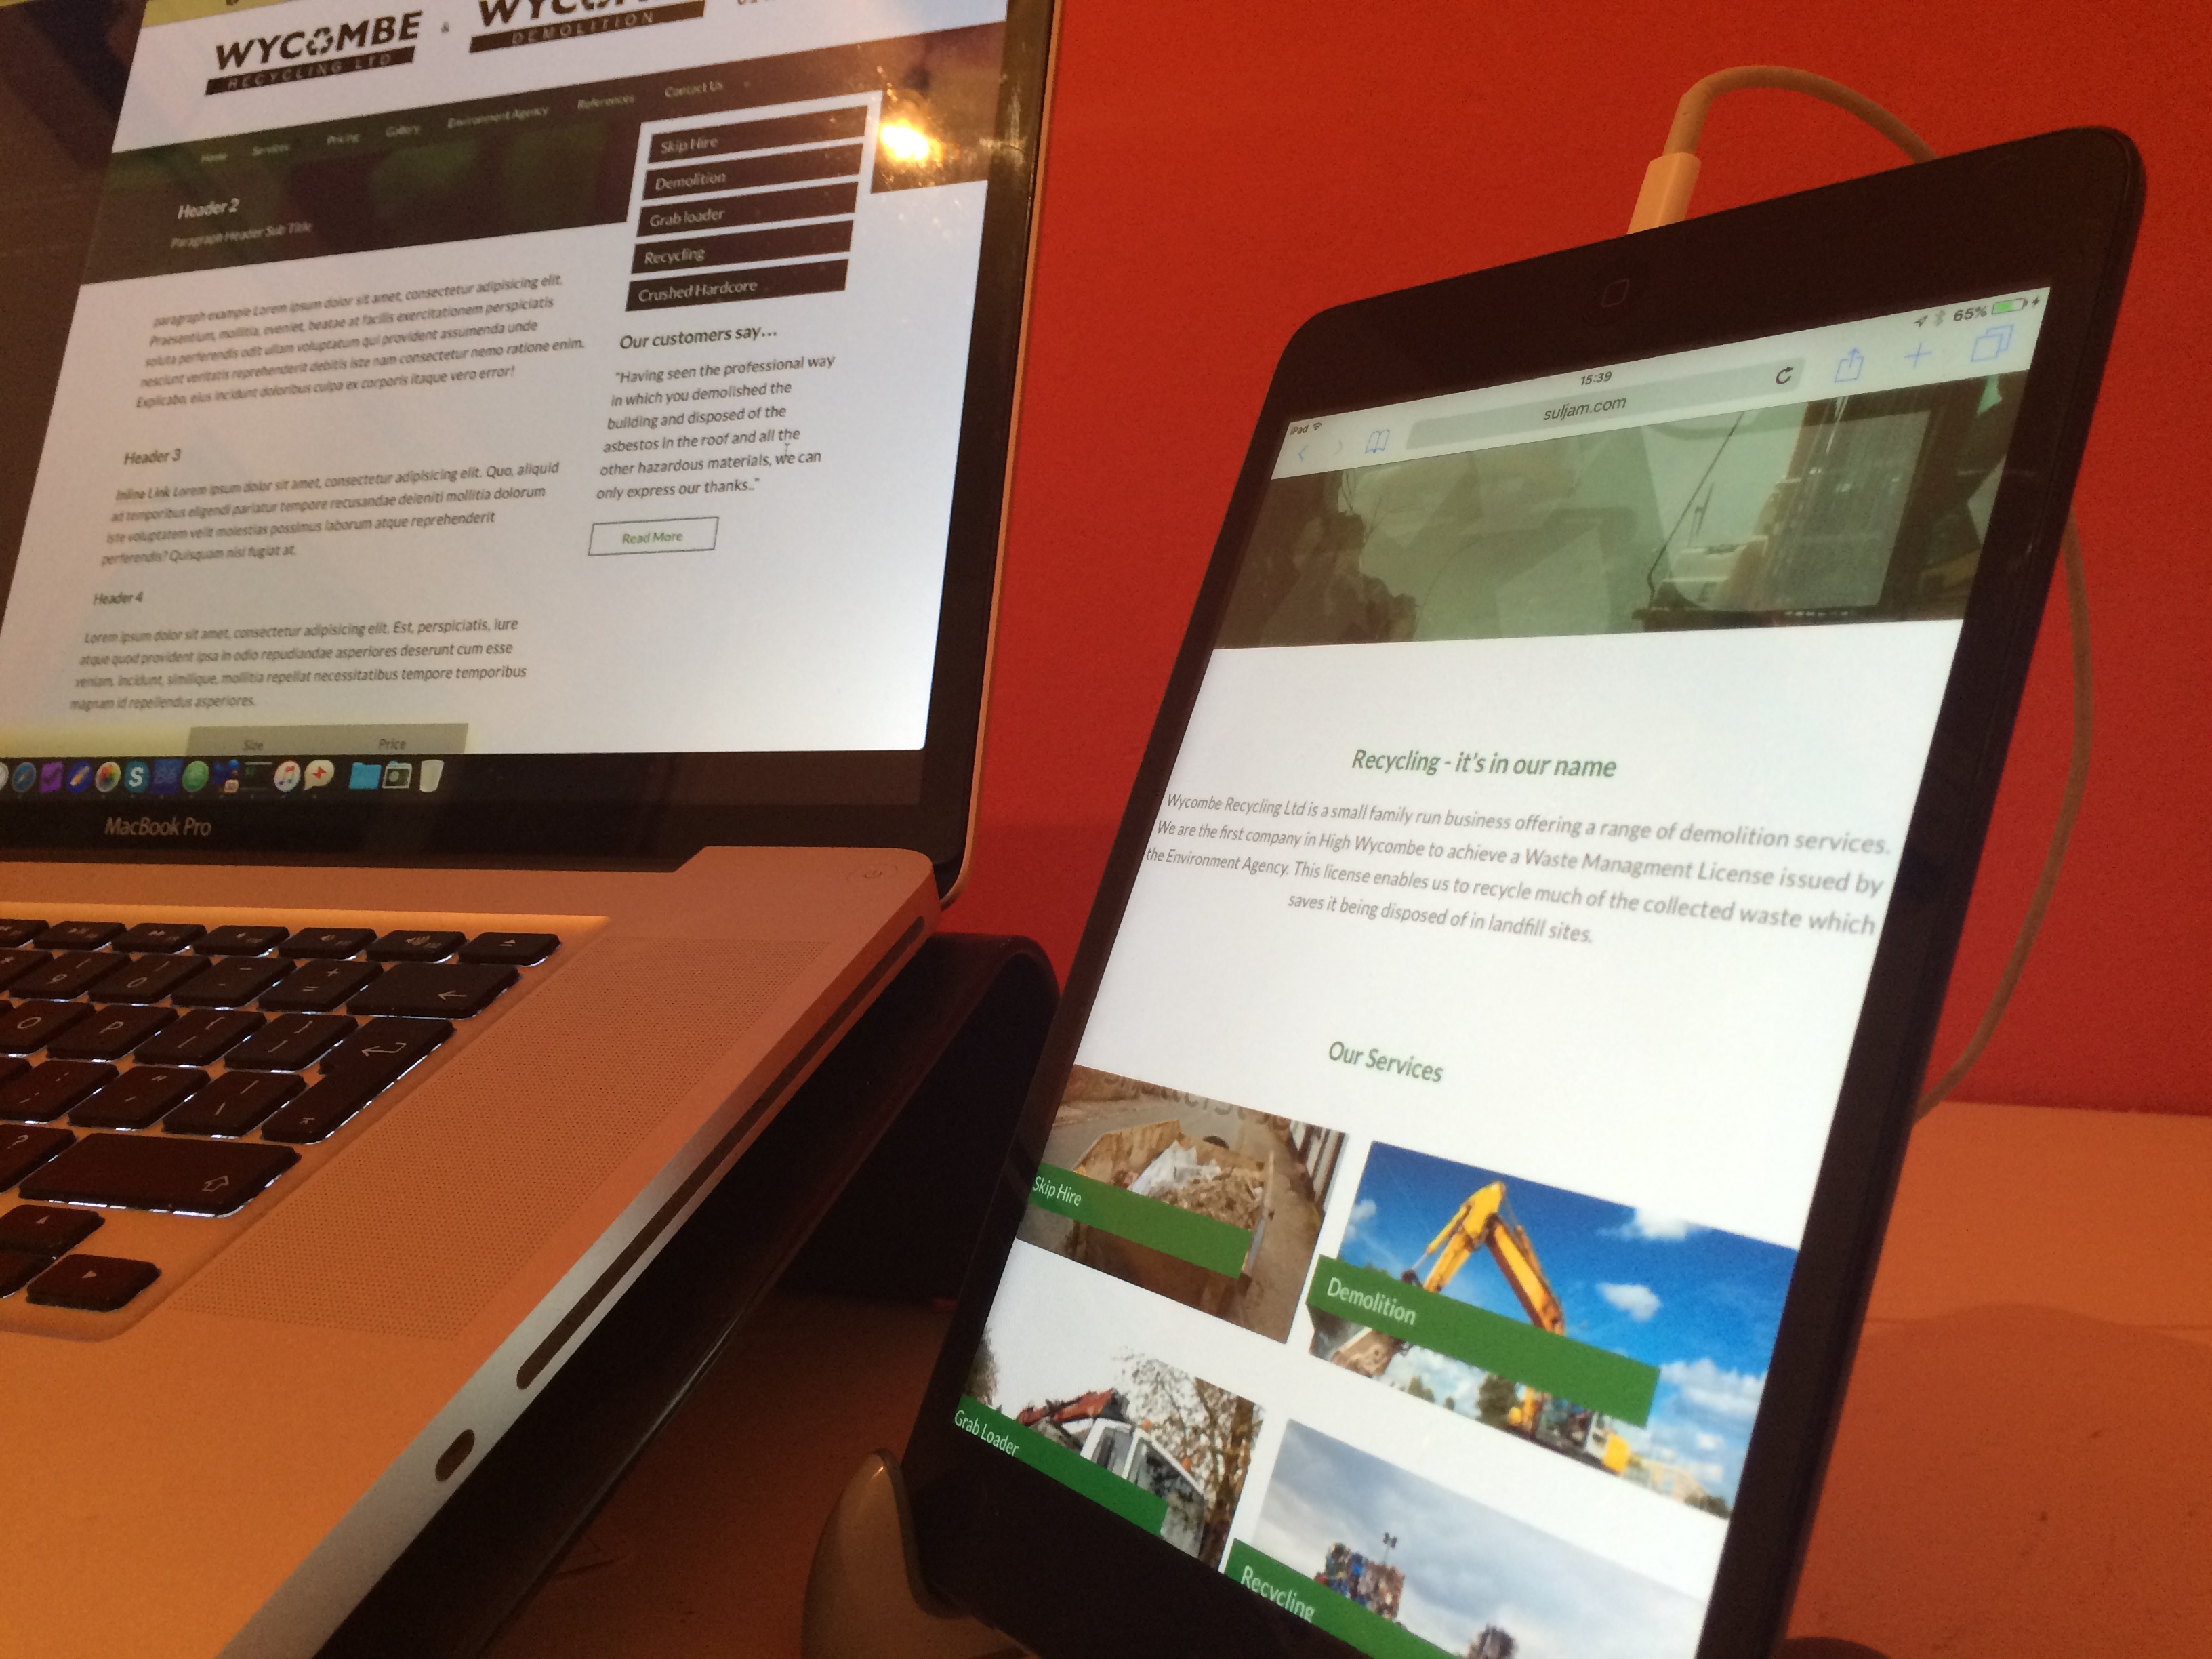 WYCOMBE
RECYCLING LTD
&
DEMOLITION
Home Services Pricing Gallery Environment Agency References Contact Us
Skip Hire
Demolition
Grab loader
Recycling
Crushed Hardcore
Header 2
Paragraph Header Sub Title
paragraph example Lorem ipsum dolor sit amet, consectetur adipisicing elit.
Praesentium, mollitia, eveniet, beatae at facilis exercitationem perspiciatis
soluta perferendis odit ullam voluptatum qui provident assumenda unde
nesciunt veritatis reprehenderit debitis iste nam consectetur nemo ratione enim.
Explicabo, eius incidunt doloribus culpa ex corporis itaque vero error!
Header 3
Inline Link Lorem ipsum dolor sit amet, consectetur adipisicing elit. Quo, aliquid
ad temporibus eligendi pariatur tempore recusandae deleniti mollitia dolorum
iste voluptatem velit molestias possimus laborum atque reprehenderit
perferendis? Quisquam nisi fugiat at.
Header 4
Lorem ipsum dolor sit amet, consectetur adipisicing elit. Est, perspiciatis, iure
atque quod provident ipsa in odio repudiandae asperiores deserunt cum esse
veniam. Incidunt, similique, mollitia repellat necessitatibus tempore temporibus
magnam id repellendus asperiores.
Size Price
Our customers say...
"Having seen the professional way
in which you demolished the
building and disposed of the
asbestos in the roof and all the
other hazardous materials, we can
only express our thanks.."
Read More
MacBook Pro
iPad 15:39 65%
suljam.com
Recycling - it's in our name
Wycombe Recycling Ltd is a small family run business offering a range of demolition services.
We are the first company in High Wycombe to achieve a Waste Managment License issued by
the Environment Agency. This license enables us to recycle much of the collected waste which
saves it being disposed of in landfill sites.
Our Services
Skip Hire
Demolition
Grab Loader
Recycling